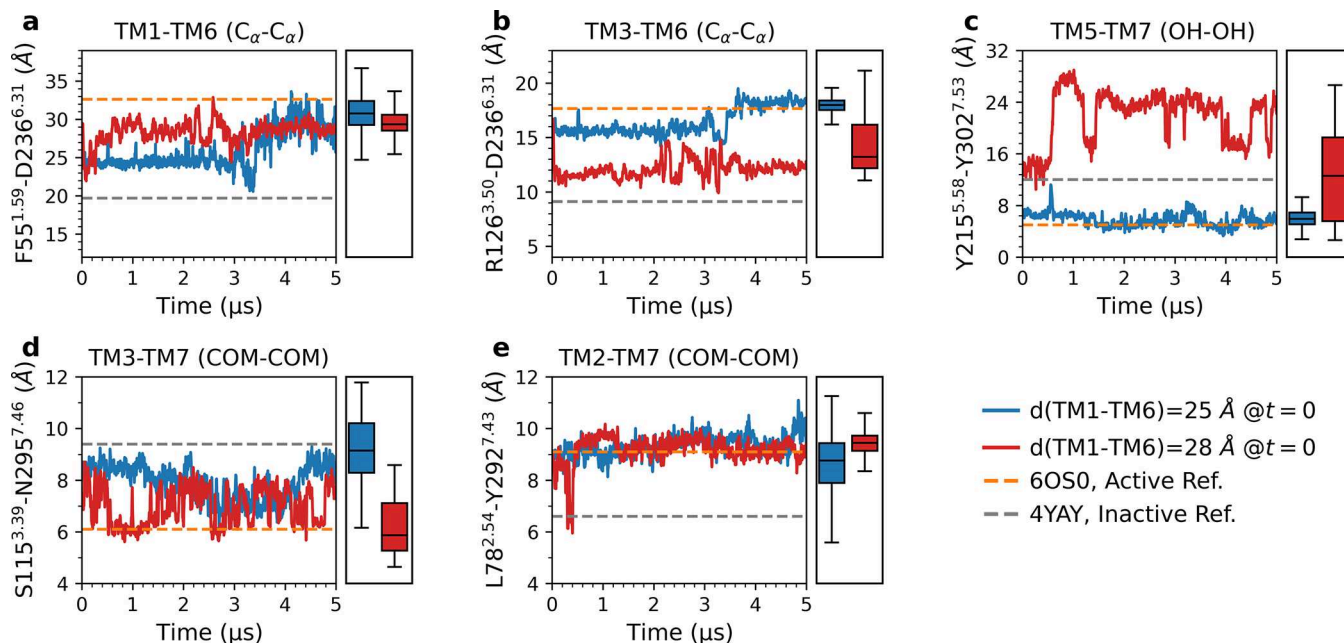 a
TM1-TM6 (Cα-Cα)
F55^1.59-D236^6.31 (Å)
35
30
25
20
15
0 1 2 3 4 5
Time (µs)
b
TM3-TM6 (Cα-Cα)
R126^3.50-D236^6.31 (Å)
20
15
10
5
0 1 2 3 4 5
Time (µs)
c
TM5-TM7 (OH-OH)
Y215^5.58-Y302^7.53 (Å)
32
24
16
8
0
0 1 2 3 4 5
Time (µs)
d
TM3-TM7 (COM-COM)
S115^3.39-N295^7.46 (Å)
12
10
8
6
4
0 1 2 3 4 5
Time (µs)
e
TM2-TM7 (COM-COM)
L78^2.54-Y292^7.43 (Å)
12
10
8
6
4
0 1 2 3 4 5
Time (µs)
d(TM1-TM6)=25 Å @t = 0
d(TM1-TM6)=28 Å @t = 0
6OS0, Active Ref.
4YAY, Inactive Ref.